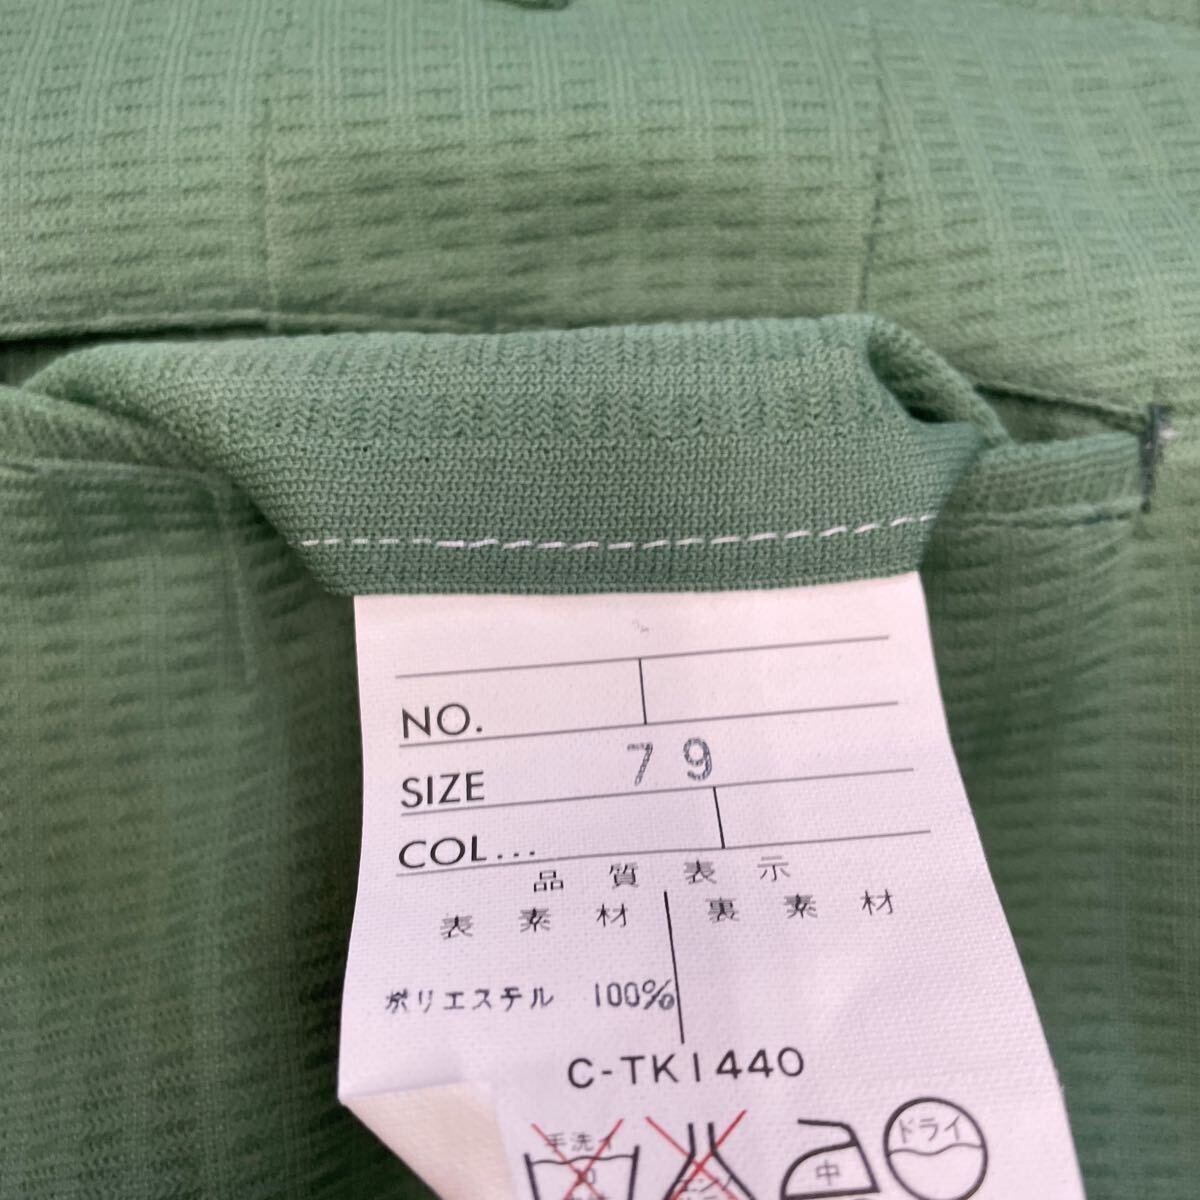 NO.
SIZE 79
COL...
品質表示
表素材 裏素材
ポリエステル 100%
C-TK1440
手洗イ
中
ドライ